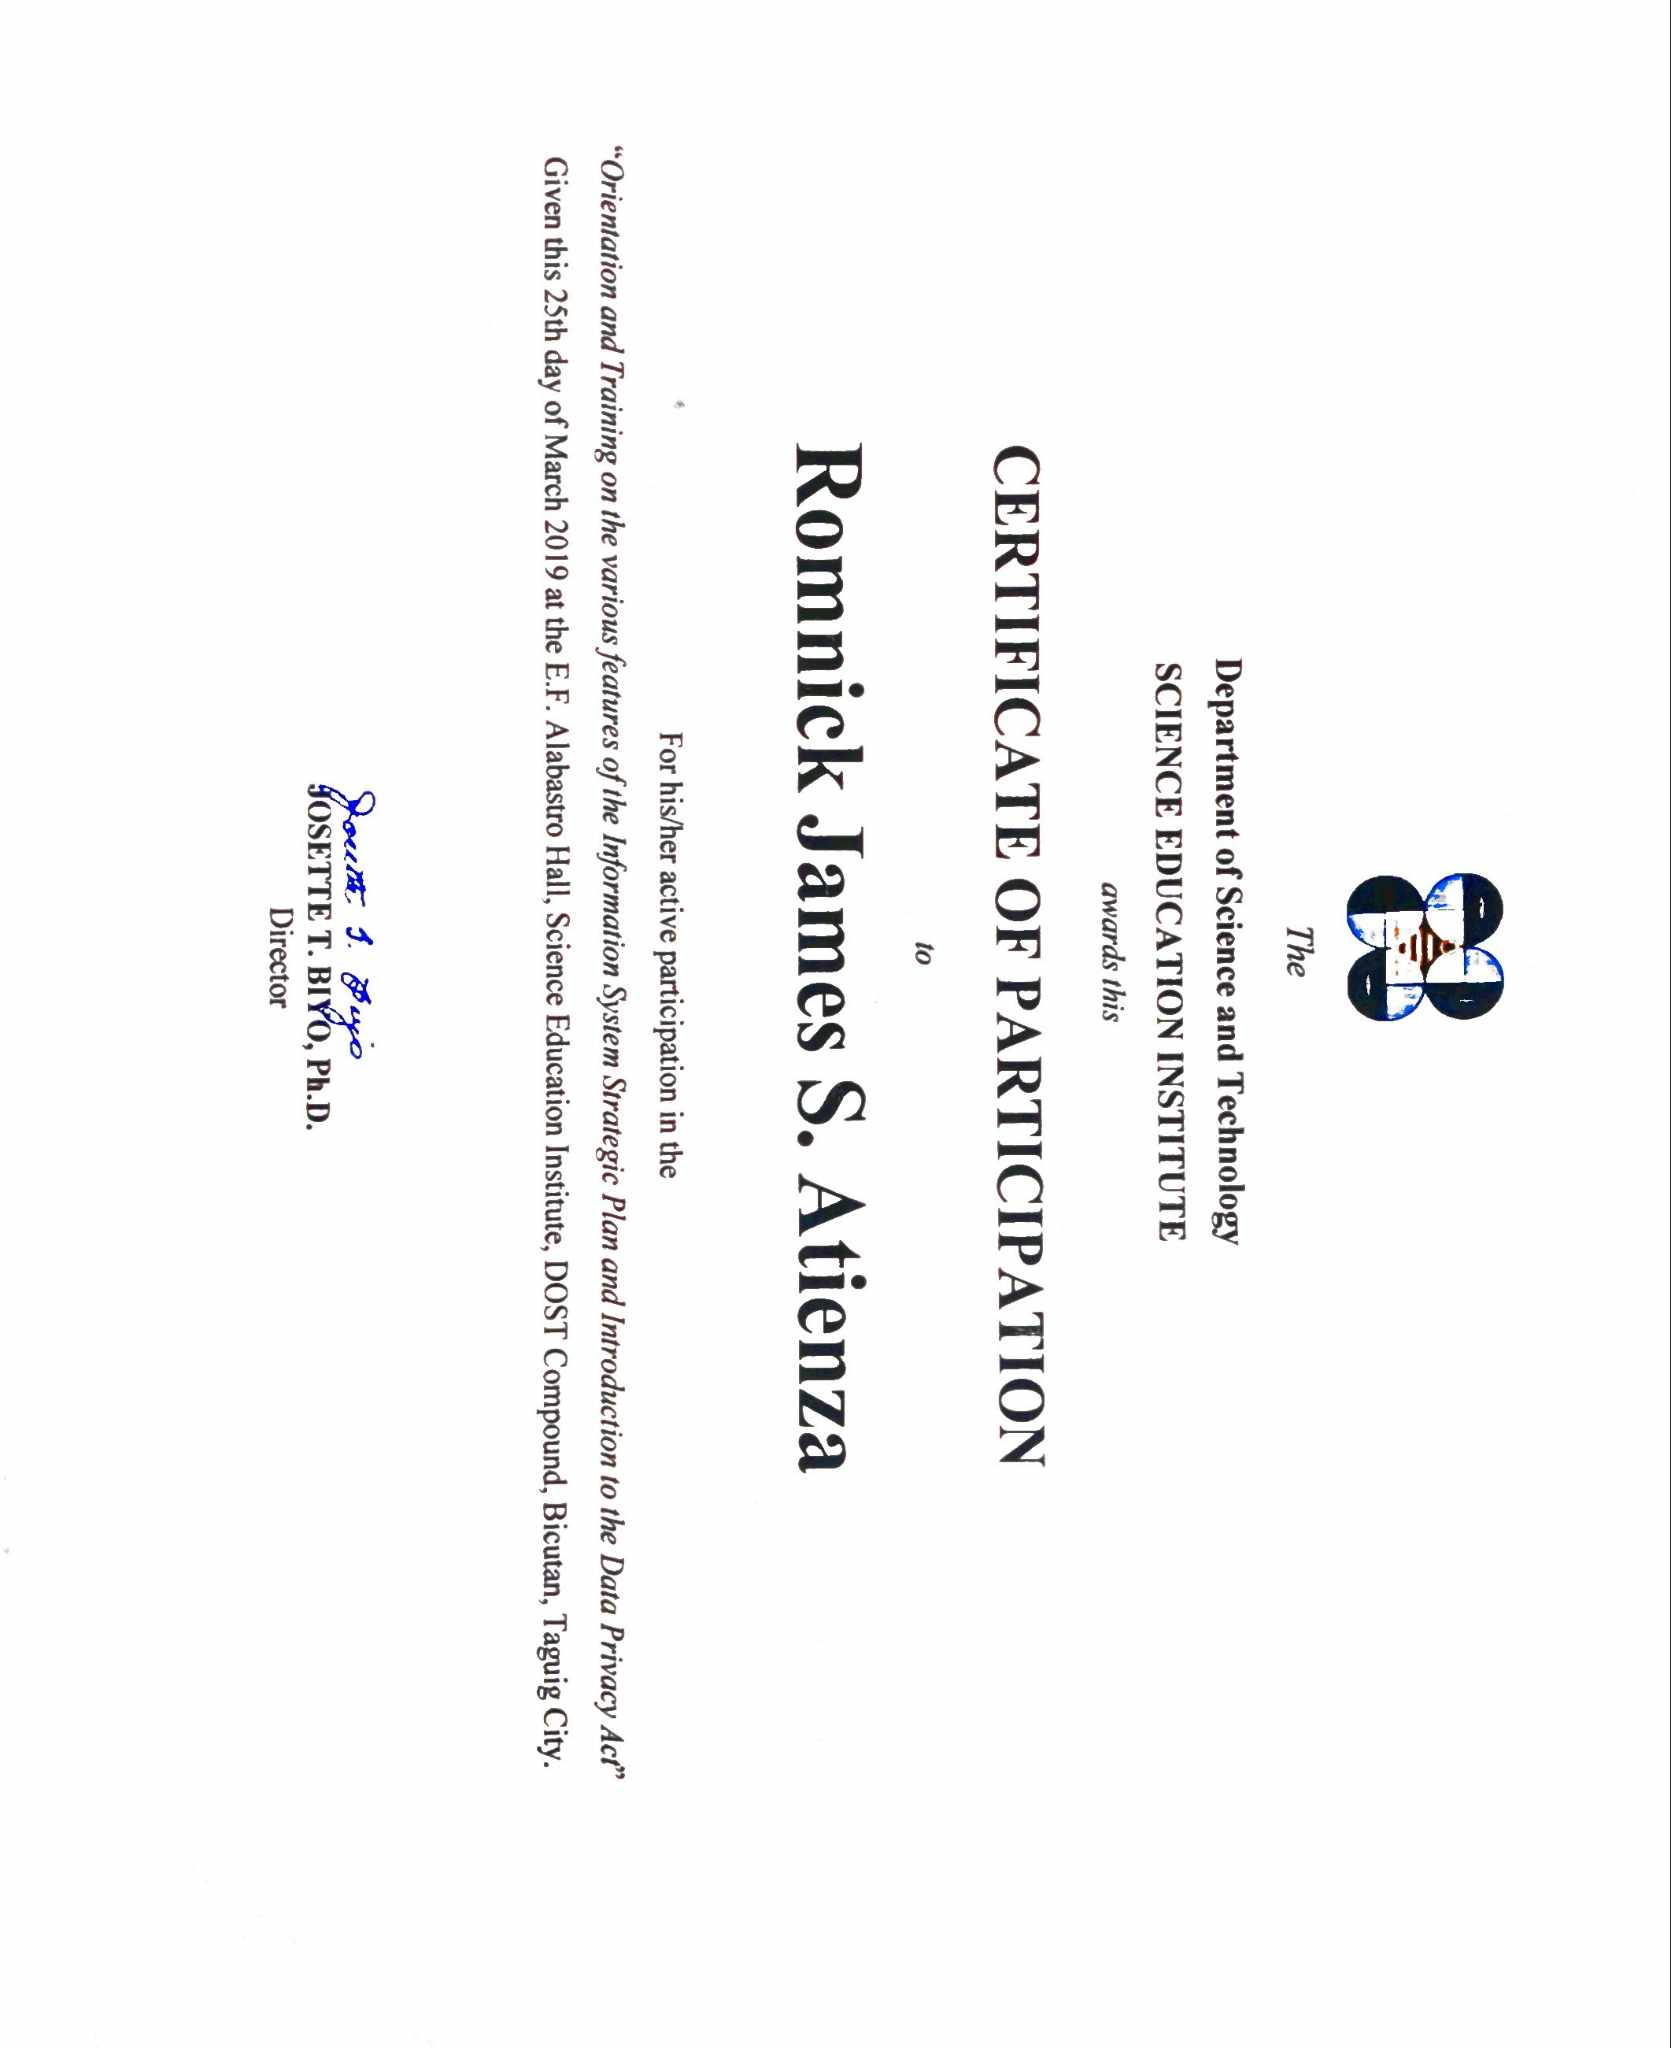 The
Department of Science and Technology
SCIENCE EDUCATION INSTITUTE
awards this
CERTIFICATE OF PARTICIPATION
to
Romnick James S. Atienza
For his/her active participation in the
“Orientation and Training on the various features of the Information System Strategic Plan and Introduction to the Data Privacy Act”
Given this 25th day of March 2019 at the E.F. Alabastro Hall, Science Education Institute, DOST Compound, Bicutan, Taguig City.
Josette T. Biyo
JOSETTE T. BIYO, Ph.D.
Director